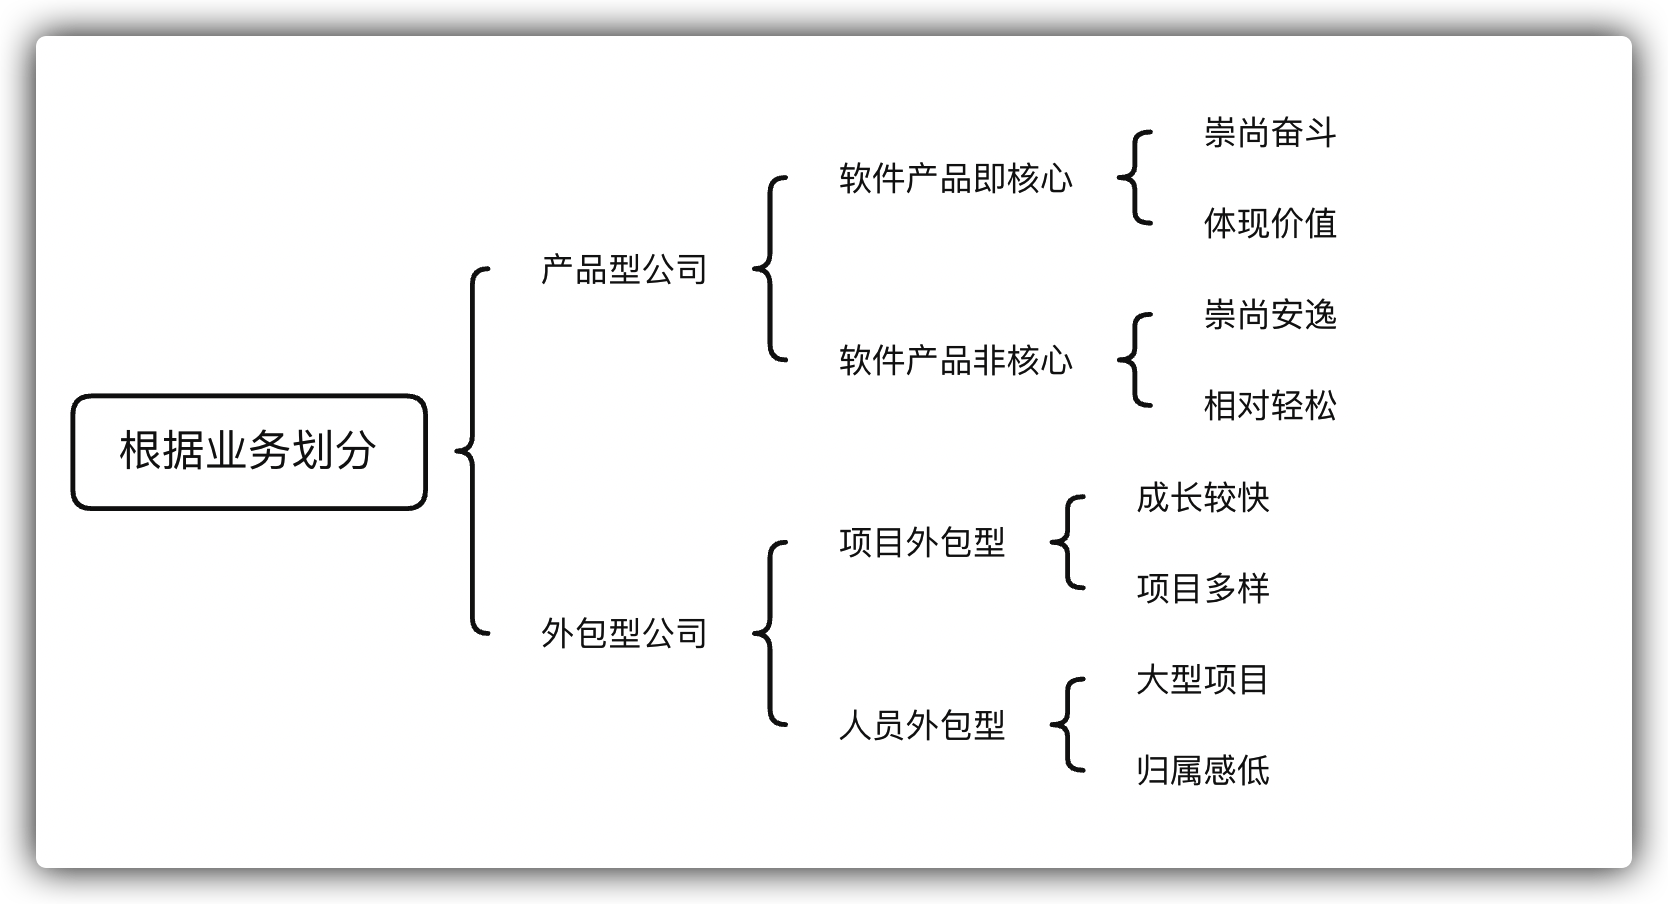 根据业务划分
产品型公司
软件产品即核心
崇尚奋斗
体现价值
软件产品非核心
崇尚安逸
相对轻松
外包型公司
项目外包型
成长较快
项目多样
人员外包型
大型项目
归属感低